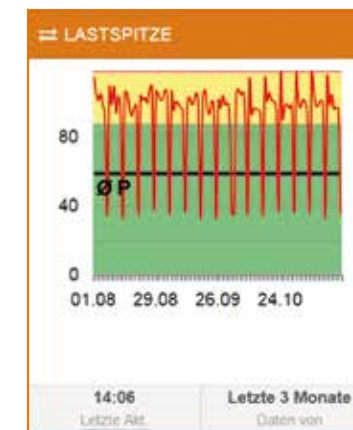 LASTSPITZE
80
Ø P
40
0
01.08 29.08 26.09 24.10
14:06 Letzte 3 Monate
Letzte Akt. Daten von